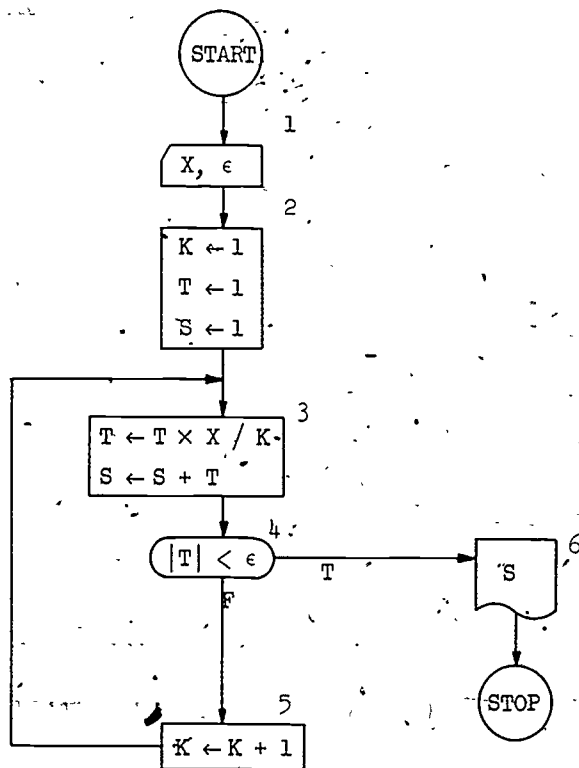 START
1
X, ϵ
2
K ← 1
T ← 1
S ← 1
3
T ← T × X / K
S ← S + T
4
|T| < ϵ
T
6
S
F
5
K ← K + 1
STOP